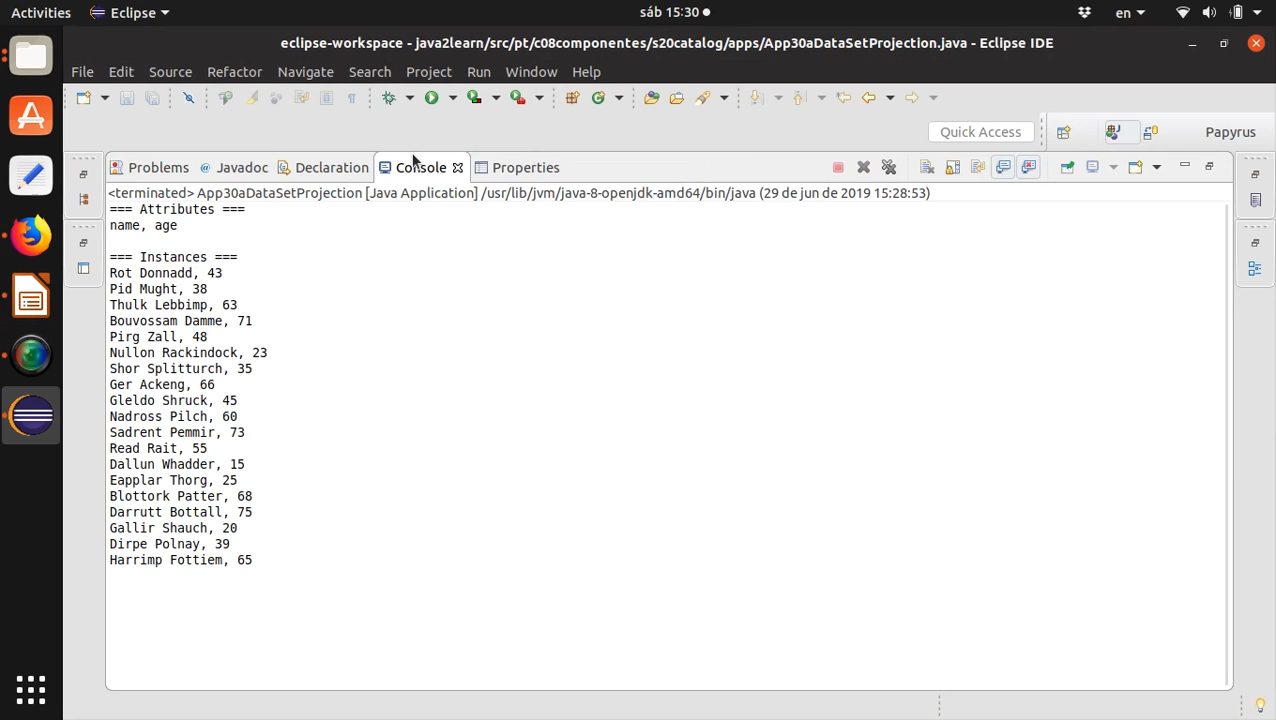 Activities Eclipse sáb 15:30 en
eclipse-workspace - java2learn/src/pt/c08componentes/s20catalog/apps/App30aDataSetProjection.java - Eclipse IDE
File Edit Source Refactor Navigate Search Project Run Window Help
Quick Access Papyrus
Problems Javadoc Declaration Console Properties
<terminated> App30aDataSetProjection [Java Application] /usr/lib/jvm/java-8-openjdk-amd64/bin/java (29 de jun de 2019 15:28:53)
=== Attributes ===
name, age
=== Instances ===
Rot Donnadd, 43
Pid Mught, 38
Thulk Lebbimp, 63
Bouvossam Damme, 71
Pirg Zall, 48
Nullon Rackindock, 23
Shor Splitturch, 35
Ger Ackeng, 66
Gleldo Shruck, 45
Nadross Pilch, 60
Sadrent Pemmir, 73
Read Rait, 55
Dallun Whadder, 15
Eapplar Thorg, 25
Blottork Patter, 68
Darrutt Bottall, 75
Gallir Shauch, 20
Dirpe Polnay, 39
Harrimp Fottiem, 65